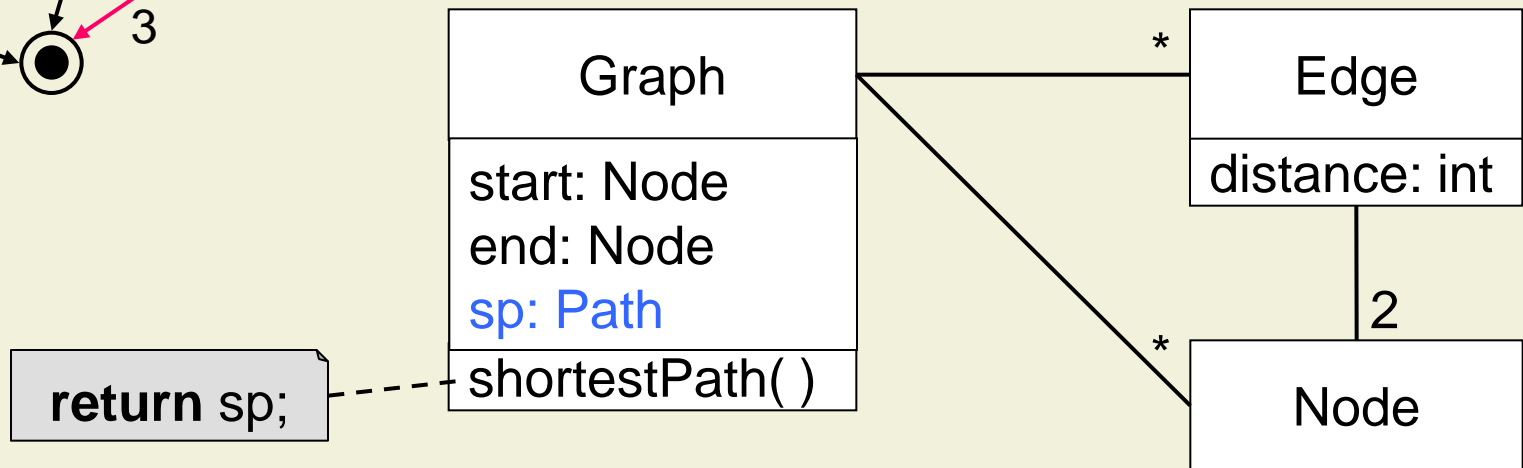 3
Graph
start: Node
end: Node
sp: Path
shortestPath( )
return sp;
*
Edge
distance: int
2
*
Node